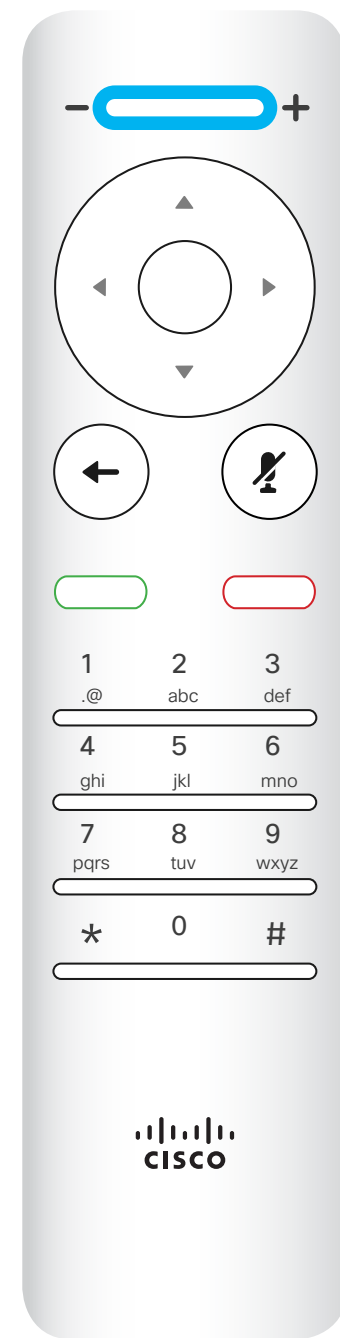 - +
1 2 3
.@ abc def
4 5 6
ghi jkl mno
7 8 9
pqrs tuv wxyz
* 0 #
CISCO